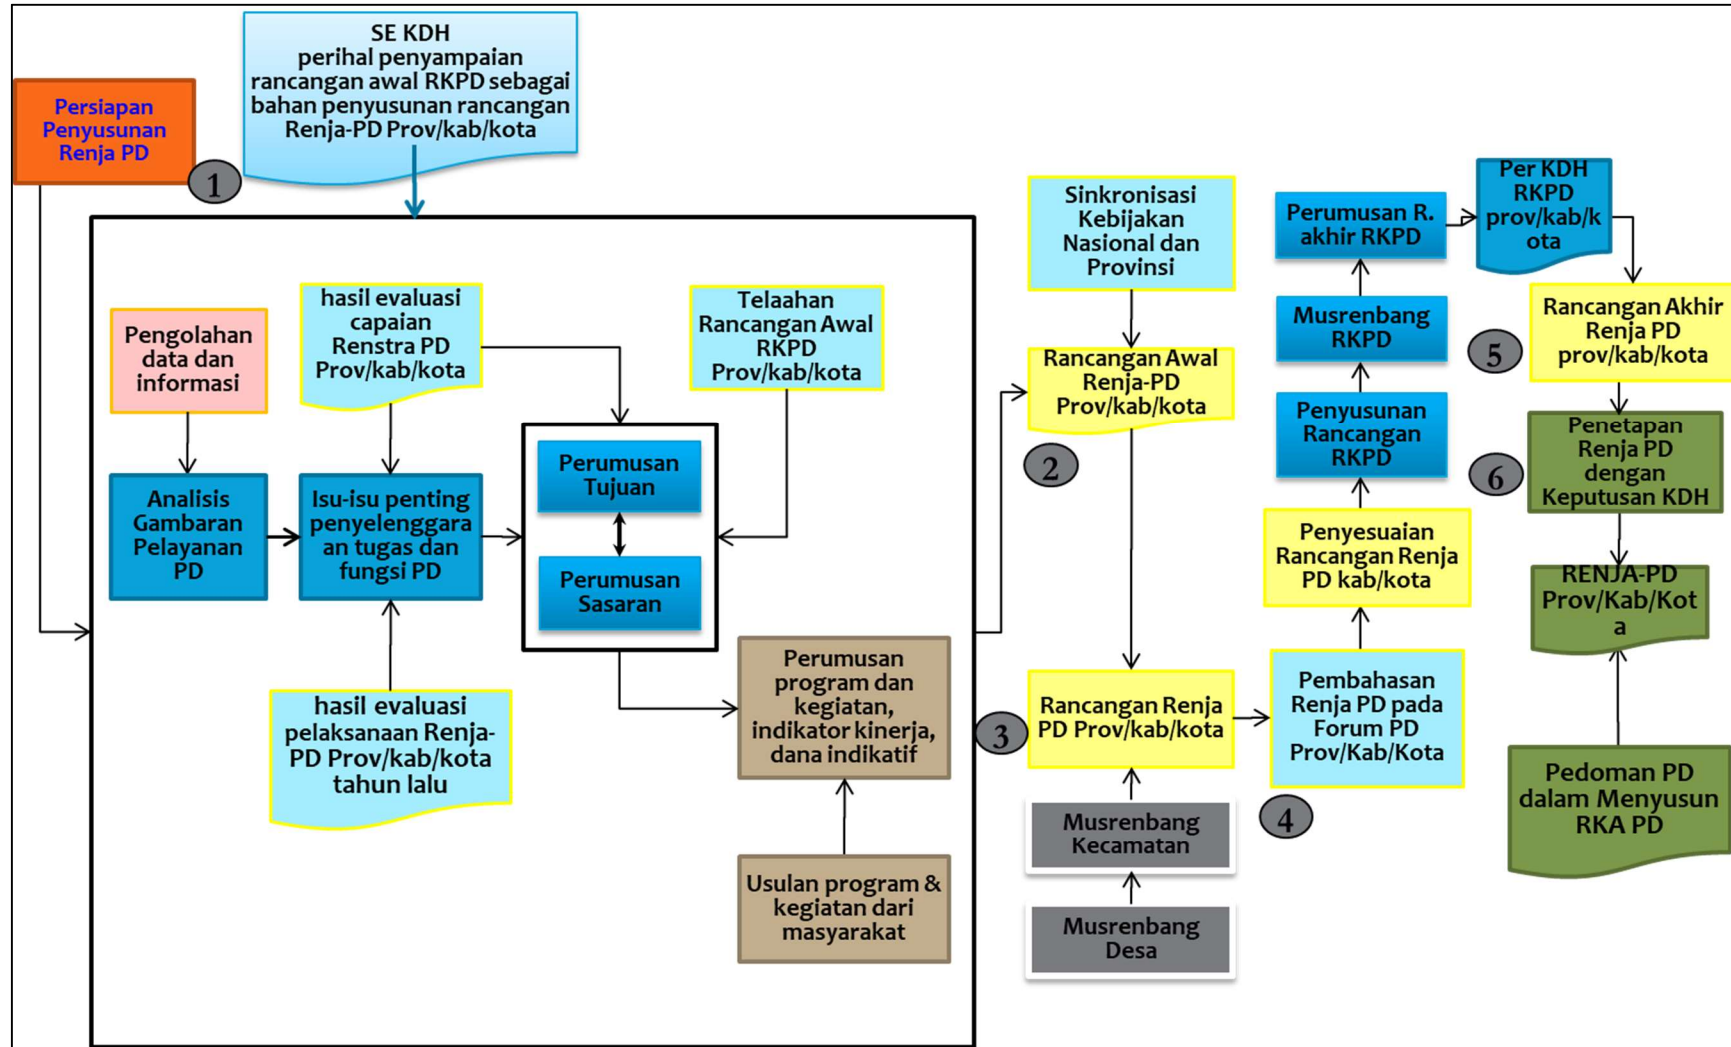 SE KDH
perihal penyampaian
rancangan awal RKPD sebagai
bahan penyusunan rancangan
Renja-PD Prov/kab/kota
Persiapan
Penyusunan
Renja PD
1
Pengolahan
data dan
informasi
hasil evaluasi
capaian
Renstra PD
Prov/kab/kota
Telaahan
Rancangan Awal
RKPD
Prov/kab/kota
Analisis
Gambaran
Pelayanan
PD
Isu-isu penting
penyelenggara
an tugas dan
fungsi PD
Perumusan
Tujuan
Perumusan
Sasaran
hasil evaluasi
pelaksanaan Renja-
PD Prov/kab/kota
tahun lalu
Perumusan
program dan
kegiatan,
indikator kinerja,
dana indikatif
Usulan program &
kegiatan dari
masyarakat
Sinkronisasi
Kebijakan
Nasional dan
Provinsi
Rancangan Awal
Renja-PD
Prov/kab/kota
2
3
Rancangan Renja
PD Prov/kab/kota
Musrenbang
Kecamatan
Musrenbang
Desa
4
Pembahasan
Renja PD pada
Forum PD
Prov/Kab/Kota
Penyesuaian
Rancangan Renja
PD kab/kota
Penyusunan
Rancangan
RKPD
Musrenbang
RKPD
Perumusan R.
akhir RKPD
Per KDH
RKPD
prov/kab/k
ota
5
Rancangan Akhir
Renja PD
prov/kab/kota
6
Penetapan
Renja PD
dengan
Keputusan KDH
RENJA-PD
Prov/Kab/Kot
a
Pedoman PD
dalam Menyusun
RKA PD